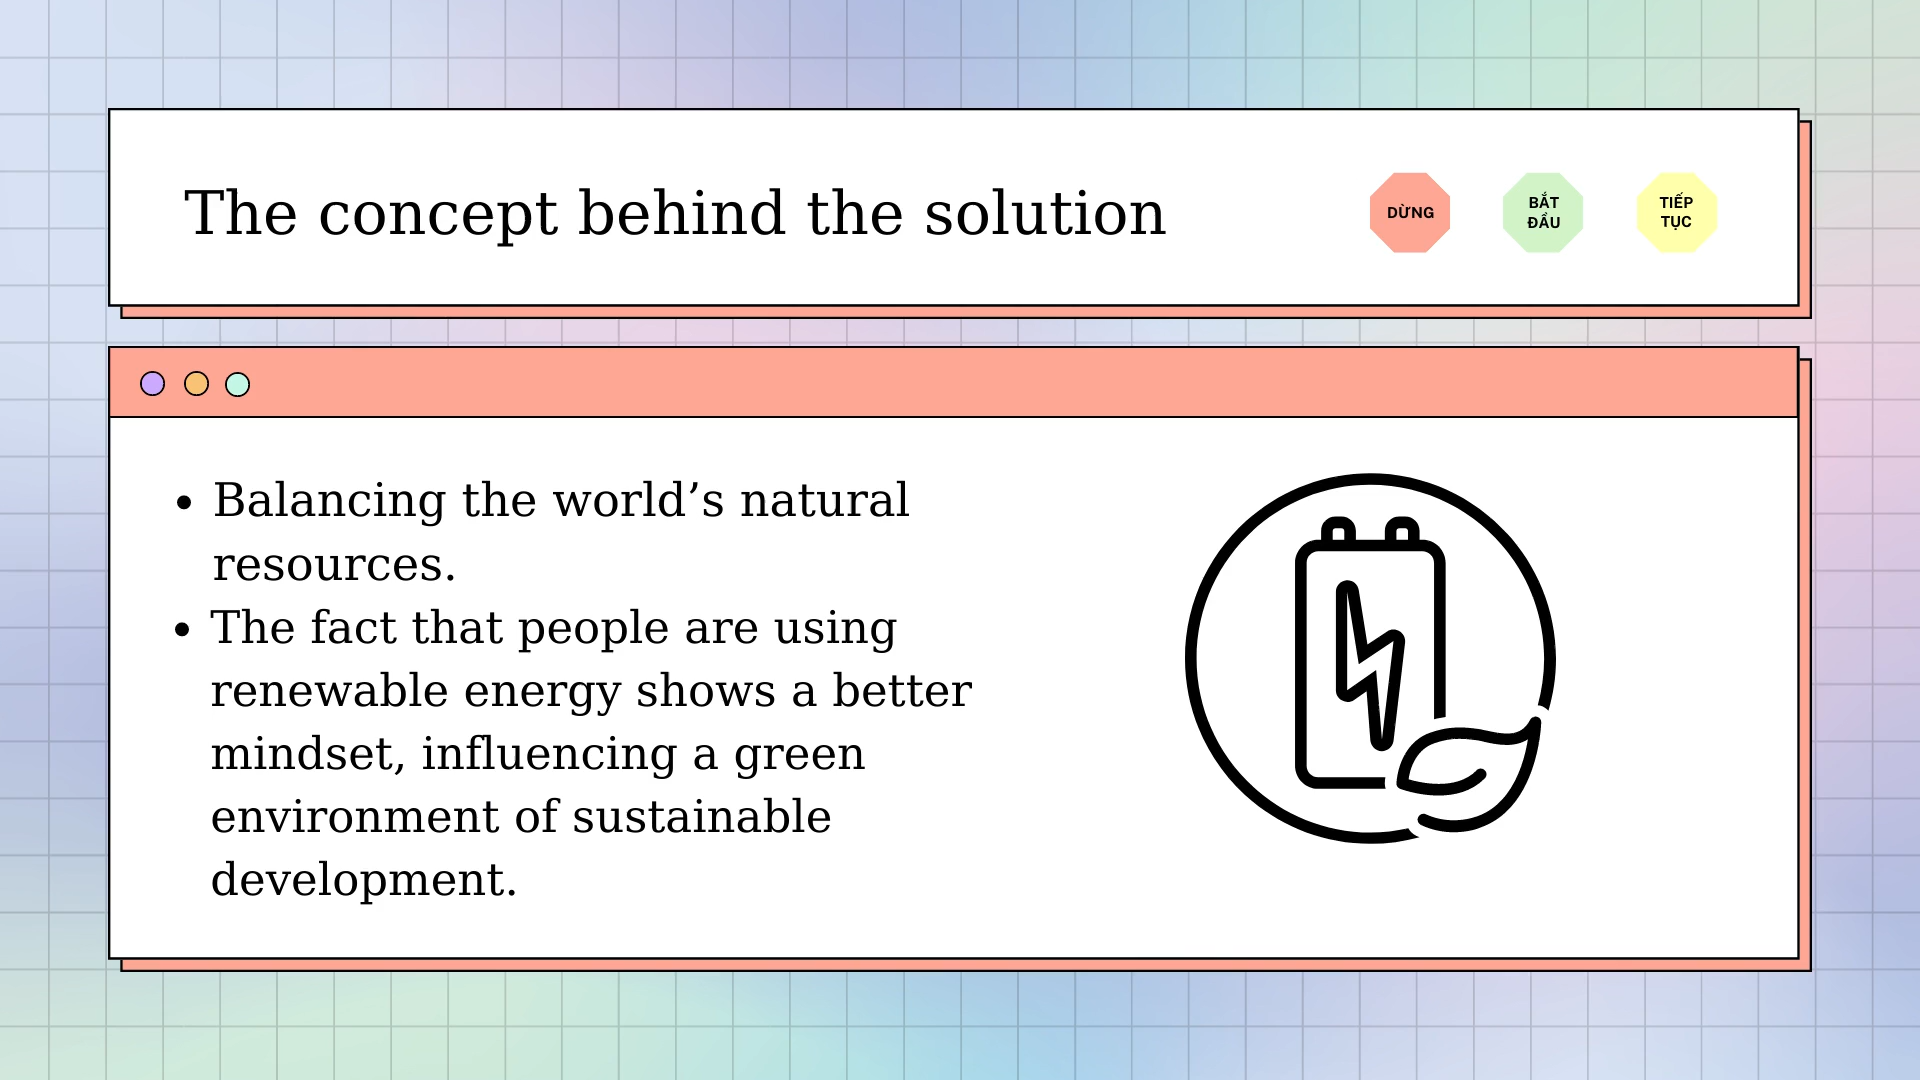 The concept behind the solution
DỪNG
BẮT
ĐẦU
TIẾP
TỤC
• Balancing the world’s natural
resources.
• The fact that people are using
renewable energy shows a better
mindset, influencing a green
environment of sustainable
development.